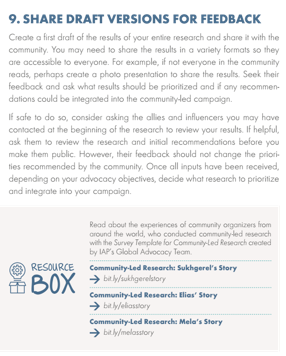 9. SHARE DRAFT VERSIONS FOR FEEDBACK
Create a first draft of the results of your entire research and share it with the
community. You may need to share the results in a variety formats so they
are accessible to everyone. For example, if not everyone in the community
reads, perhaps create a photo presentation to share the results. Seek their
feedback and ask what results should be prioritized and if any recommen-
dations could be integrated into the community-led campaign.
If safe to do so, consider asking the allies and influencers you may have
contacted at the beginning of the research to review your results. If helpful,
ask them to review the research and initial recommendations before you
make them public. However, their feedback should not change the priori-
ties recommended by the community. Once all inputs have been received,
depending on your advocacy objectives, decide what research to prioritize
and integrate into your campaign.
RESOURCE
BOX
Read about the experiences of community organizers from
around the world, who conducted community-led research
with the Survey Template for Community-Led Research created
by IAP's Global Advocacy Team.
Community-Led Research: Sukhgerel's Story
→ bit.ly/sukhgerelstory
Community-Led Research: Elias' Story
→ bit.ly/eliasstory
Community-Led Research: Mela's Story
→ bit.ly/melasstory